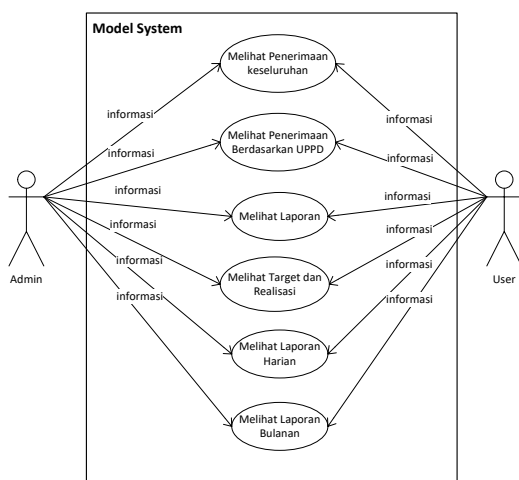 Model System
Melihat Penerimaan
keseluruhan
informasi
informasi
Melihat Penerimaan
Berdasarkan UPPD
informasi
informasi
informasi
informasi
Melihat Laporan
informasi
informasi
Admin
User
Melihat Target dan
Realisasi
informasi
informasi
informasi
informasi
Melihat Laporan
Harian
Melihat Laporan
Bulanan